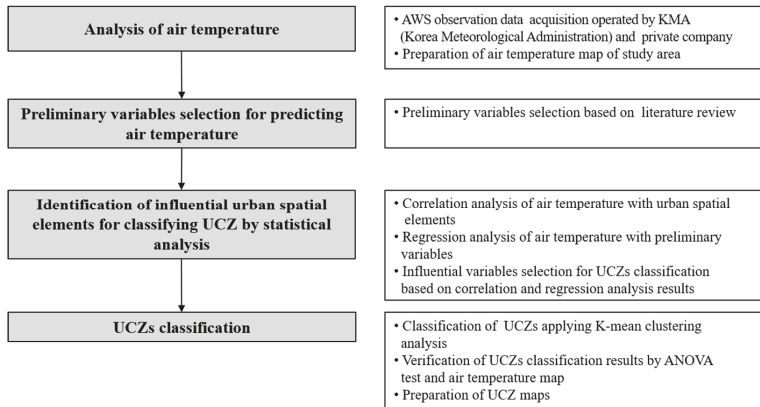 Analysis of air temperature
• AWS observation data acquisition operated by KMA
(Korea Meteorological Administration) and private company
• Preparation of air temperature map of study area
Preliminary variables selection for predicting
air temperature
• Preliminary variables selection based on literature review
Identification of influential urban spatial
elements for classifying UCZ by statistical
analysis
• Correlation analysis of air temperature with urban spatial
elements
• Regression analysis of air temperature with preliminary
variables
• Influential variables selection for UCZs classification
based on correlation and regression analysis results
UCZs classification
• Classification of UCZs applying K-mean clustering
analysis
• Verification of UCZs classification results by ANOVA
test and air temperature map
• Preparation of UCZ maps